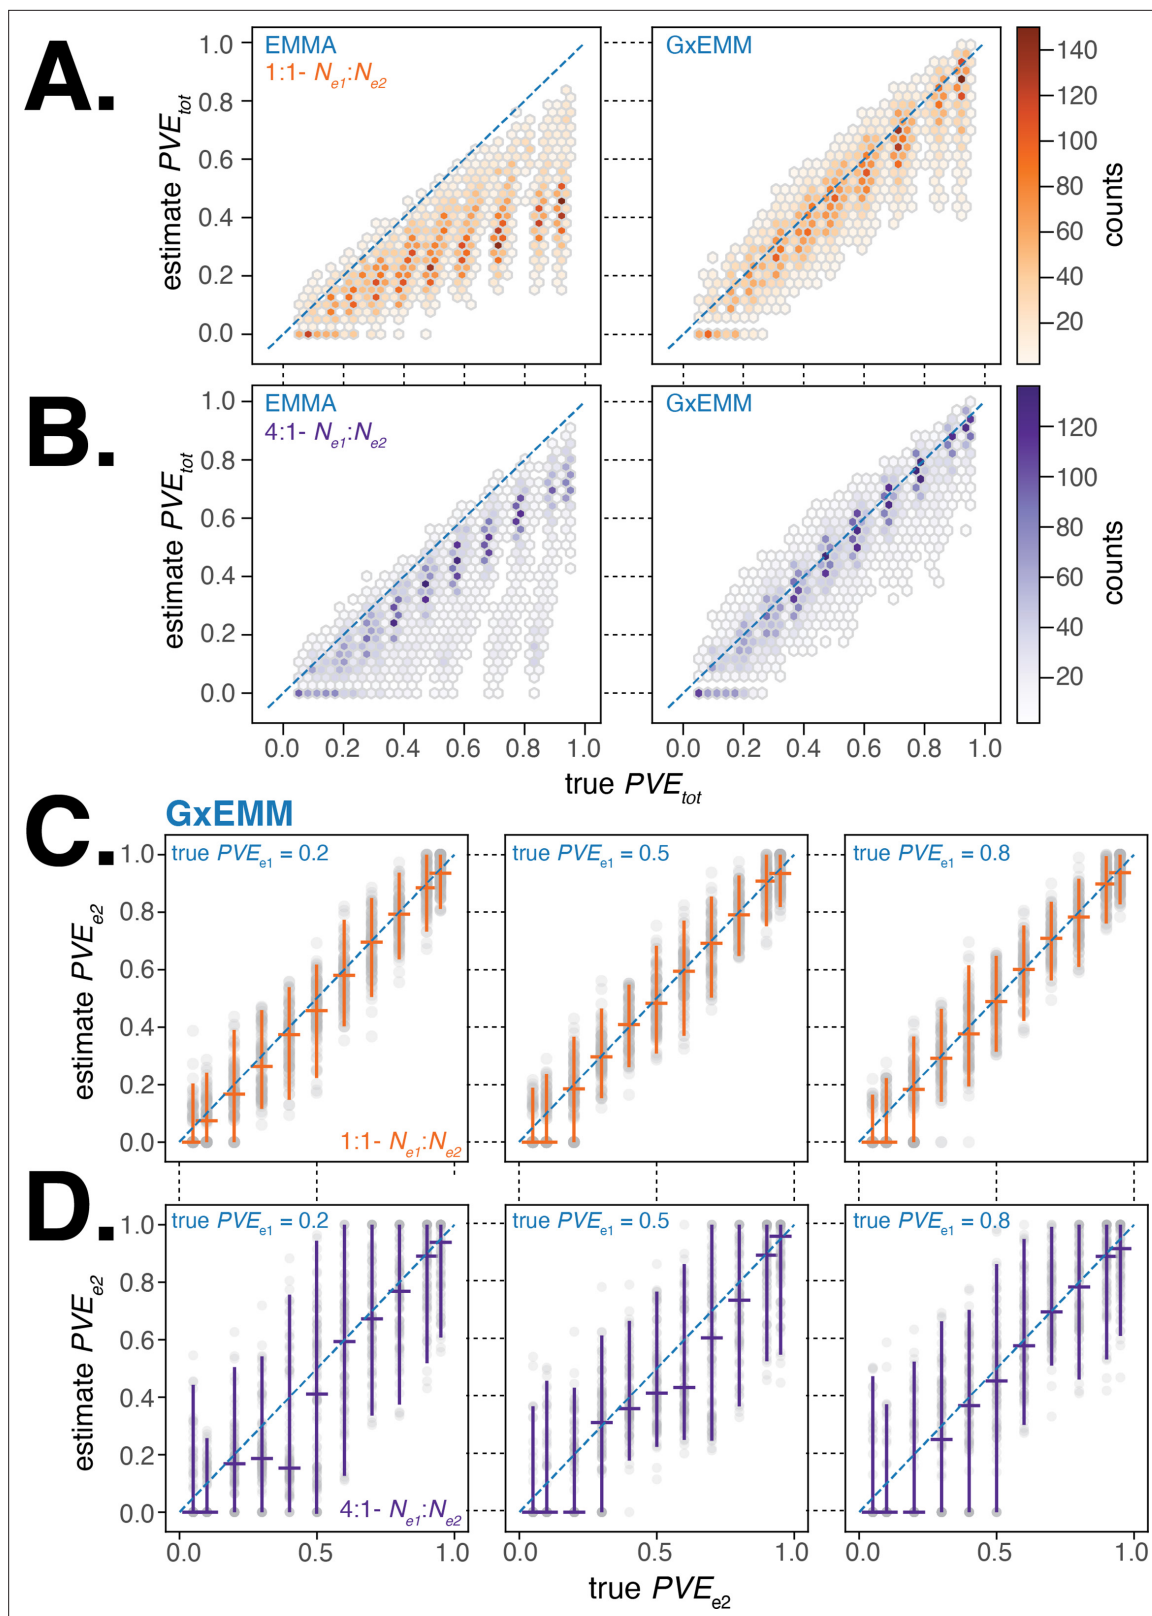 A.
EMMA
1:1- Ne1:Ne2
GxEMM
estimate PVEtot
1.0
0.8
0.6
0.4
0.2
0.0
140
120
100
80
60
40
20
counts
B.
EMMA
4:1- Ne1:Ne2
GxEMM
estimate PVEtot
1.0
0.8
0.6
0.4
0.2
0.0
120
100
80
60
40
20
counts
0.0 0.2 0.4 0.6 0.8 1.0 0.0 0.2 0.4 0.6 0.8 1.0
true PVEtot
C.
GxEMM
true PVEe1 = 0.2
true PVEe1 = 0.5
true PVEe1 = 0.8
estimate PVEe2
1.0
0.8
0.6
0.4
0.2
0.0
1:1- Ne1:Ne2
D.
true PVEe1 = 0.2
true PVEe1 = 0.5
true PVEe1 = 0.8
estimate PVEe2
1.0
0.8
0.6
0.4
0.2
0.0
4:1- Ne1:Ne2
0.0 0.5 1.0 0.0 0.5 1.0 0.0 0.5 1.0
true PVEe2